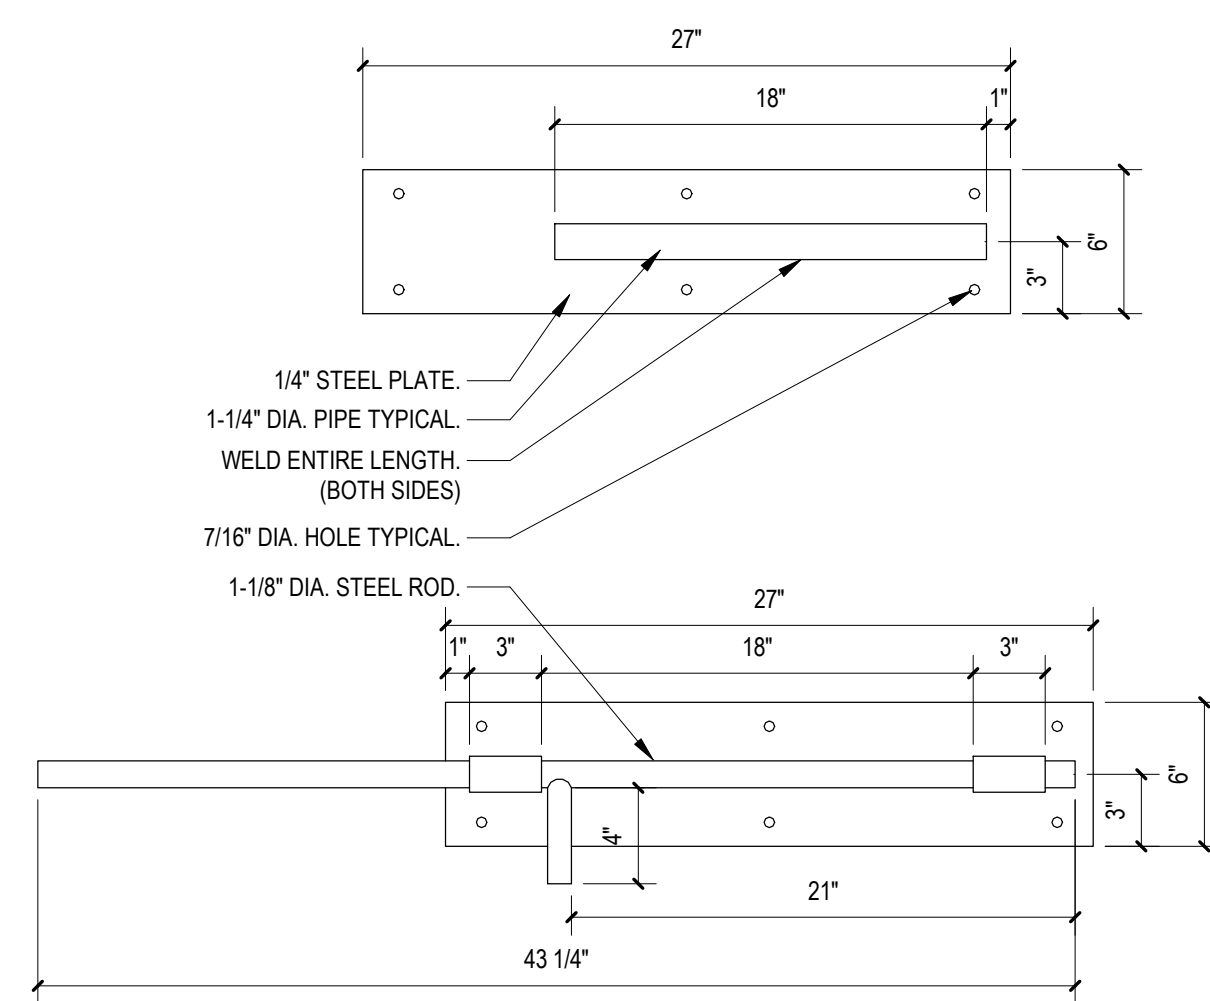 27"
18"
1"
6"
3"
1/4" STEEL PLATE.
1-1/4" DIA. PIPE TYPICAL.
WELD ENTIRE LENGTH.
(BOTH SIDES)
7/16" DIA. HOLE TYPICAL.
1-1/8" DIA. STEEL ROD.
27"
1"
3"
18"
3"
6"
3"
4"
21"
43 1/4"